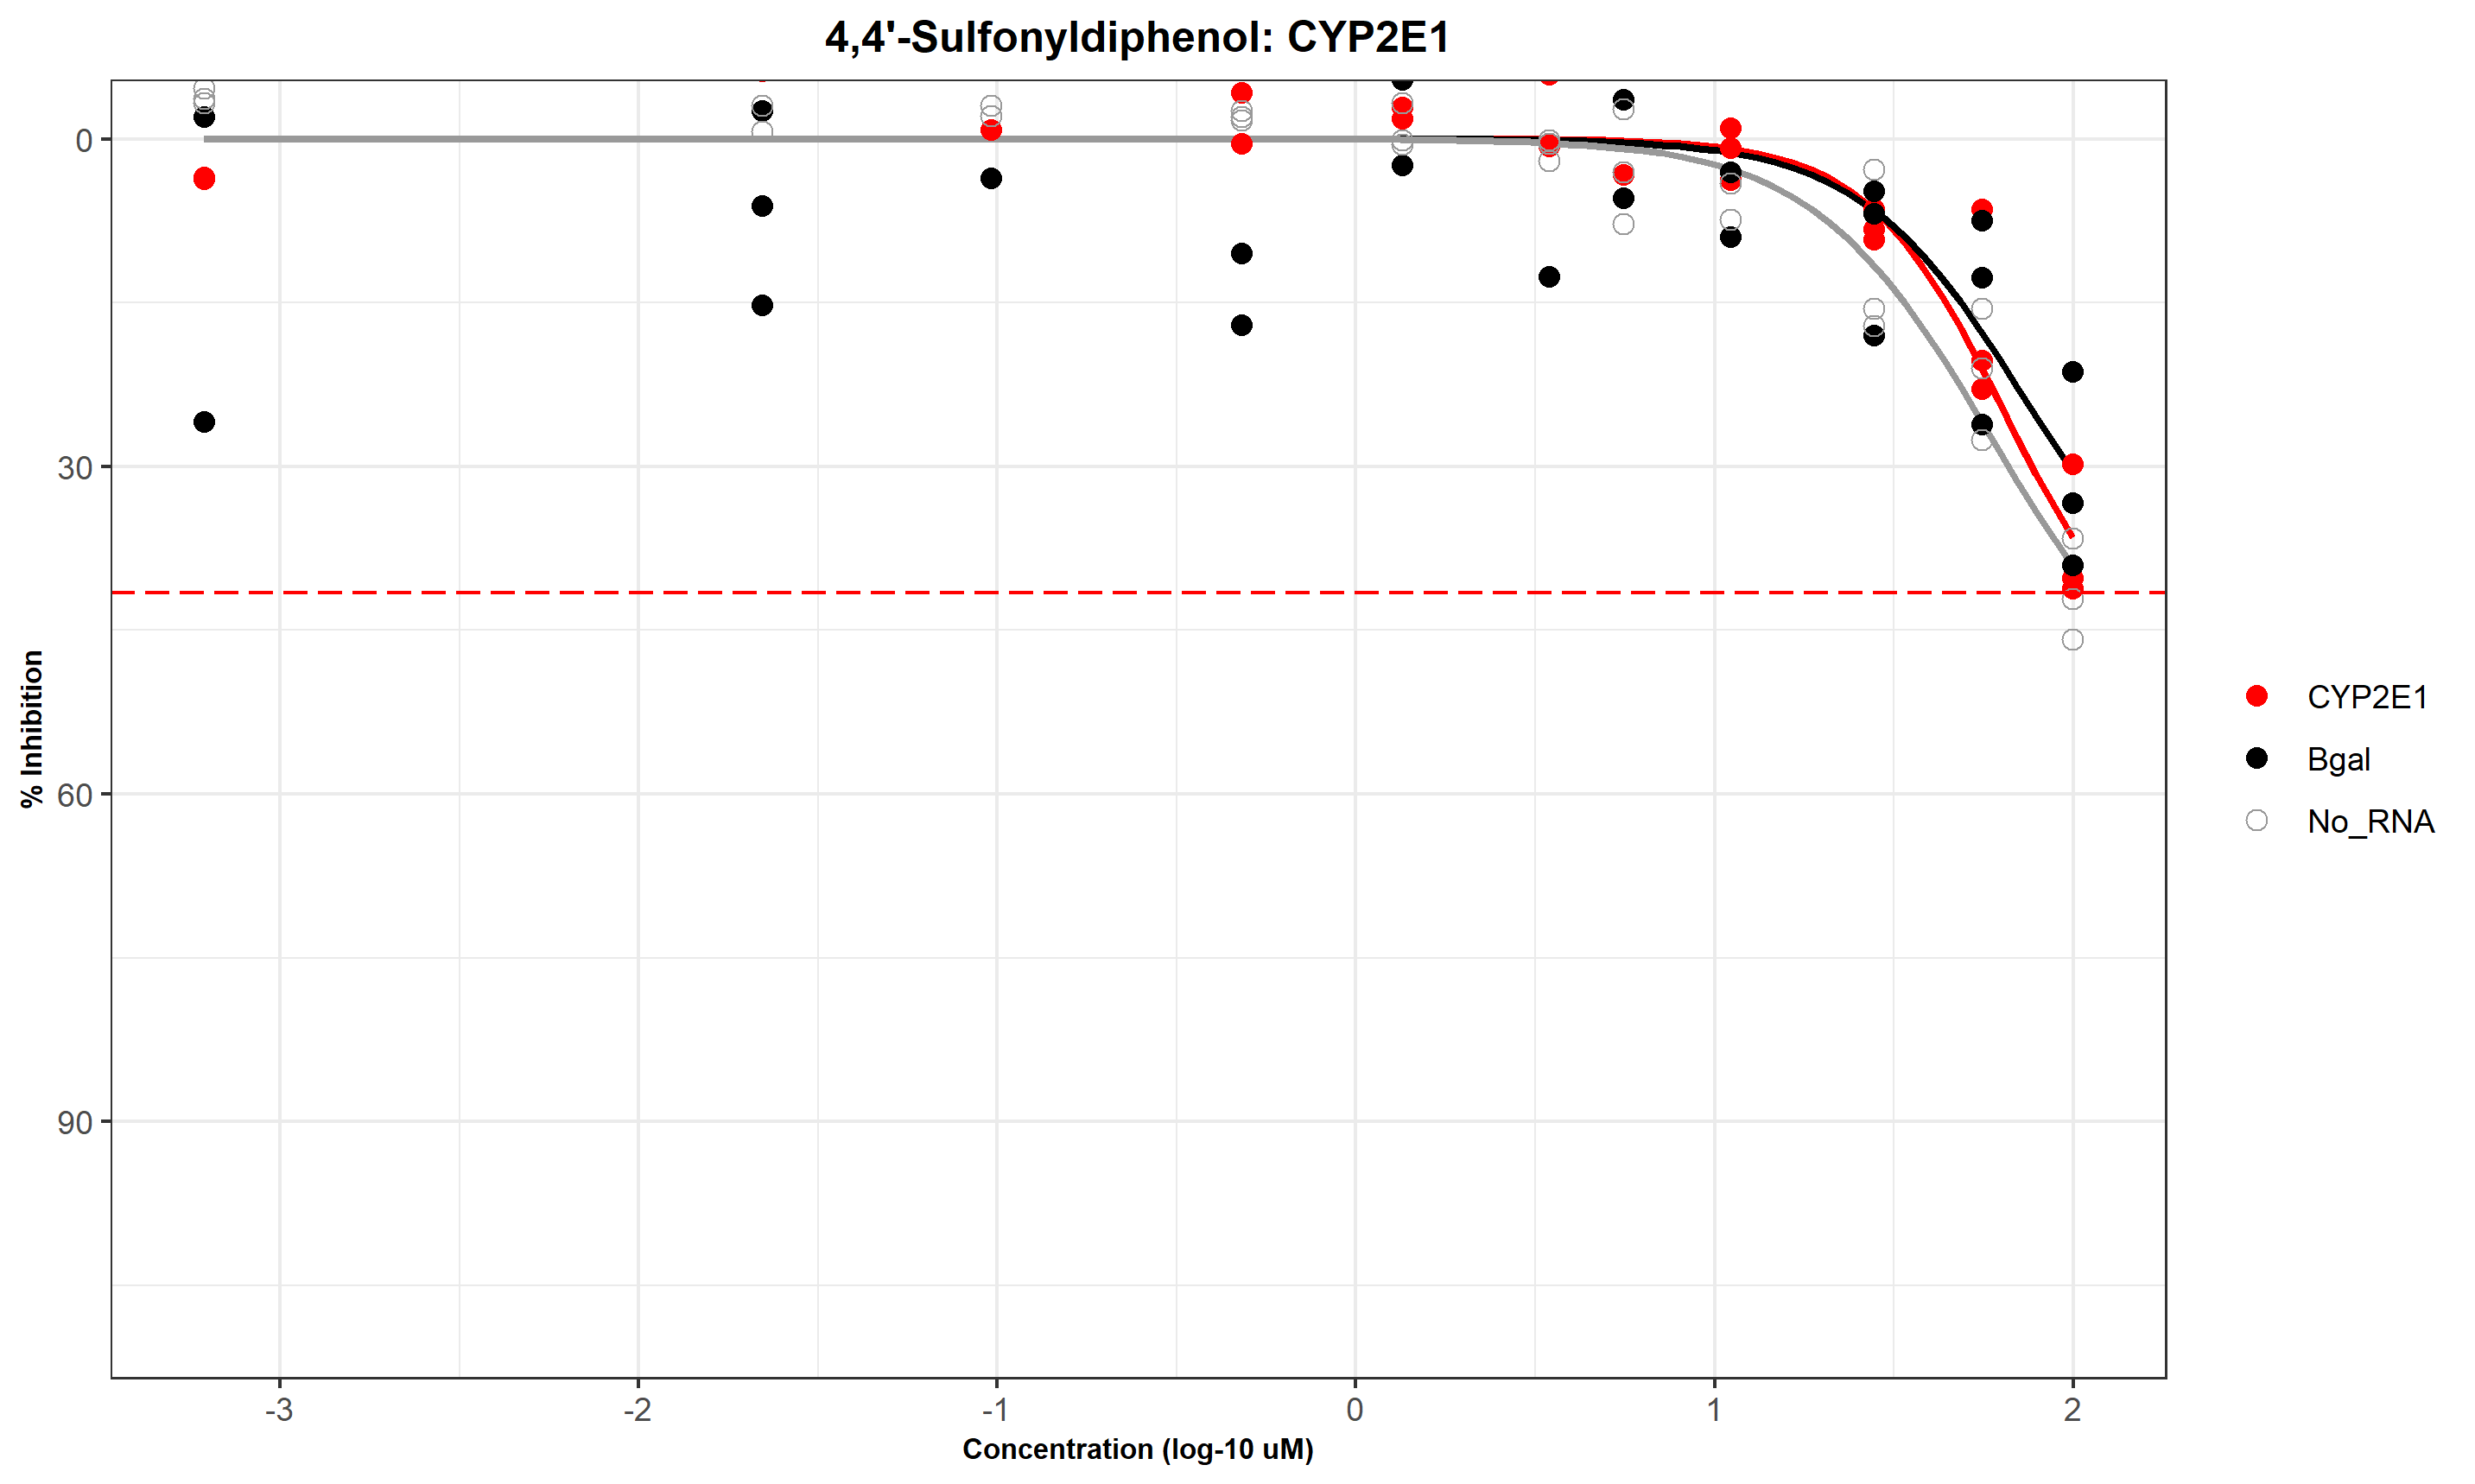 4,4'-Sulfonyldiphenol: CYP2E1
% Inhibition
0
30
60
90
-3
-2
-1
0
1
2
Concentration (log-10 uM)
CYP2E1
Bgal
No_RNA